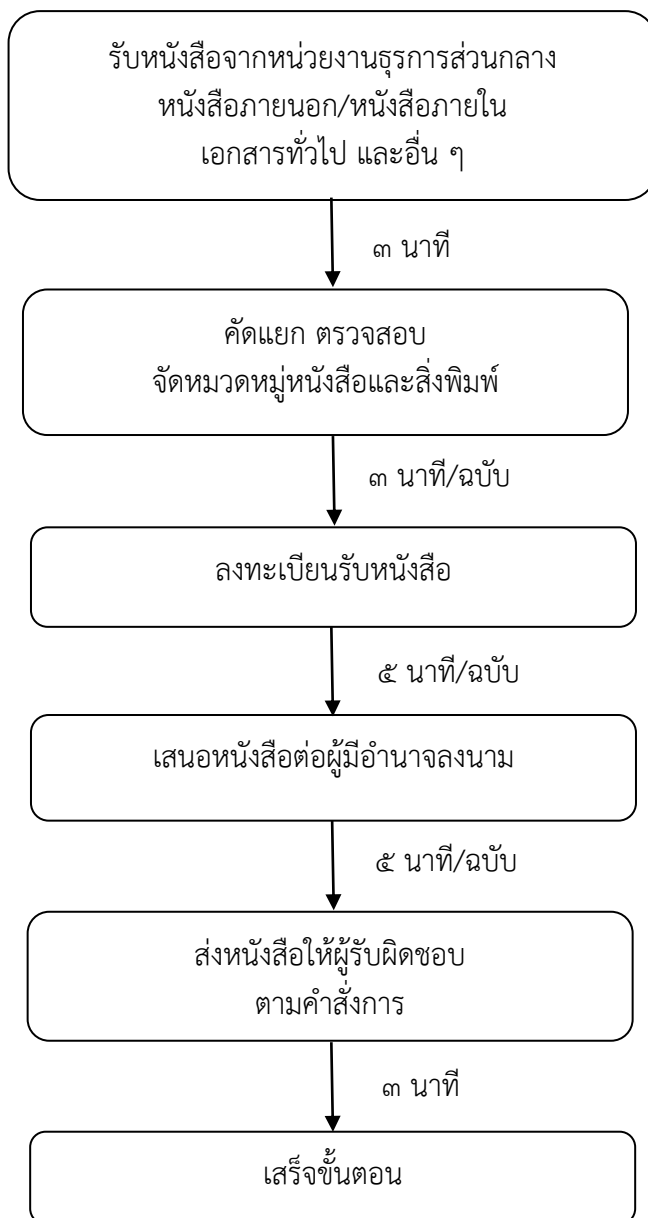 รับหนังสือจากหน่วยงานธุรการส่วนกลาง
หนังสือภายนอก/หนังสือภายใน
เอกสารทั่วไป และอื่น ๆ
๓ นาที
คัดแยก ตรวจสอบ
จัดหมวดหมู่หนังสือและสิ่งพิมพ์
๓ นาที/ฉบับ
ลงทะเบียนรับหนังสือ
๕ นาที/ฉบับ
เสนอหนังสือต่อผู้มีอำนาจลงนาม
๕ นาที/ฉบับ
ส่งหนังสือให้ผู้รับผิดชอบ
ตามคำสั่งการ
๓ นาที
เสร็จขั้นตอน